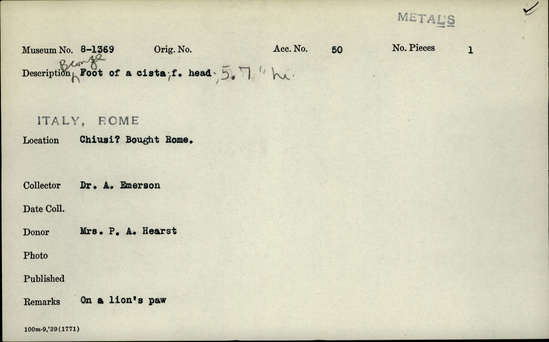 METALS
Museum No. 8-1369 Orig. No. Acc. No. 50 No. Pieces 1
Description Bronze Foot of a cista; f. head; 5.7" hi
ITALY, ROME
Location Chiusi? Bought Rome.
Collector Dr. A. Emerson
Date Coll.
Donor Mrs. P. A. Hearst
Photo
Published
Remarks On a lion's paw
100m-9,'39(1771)